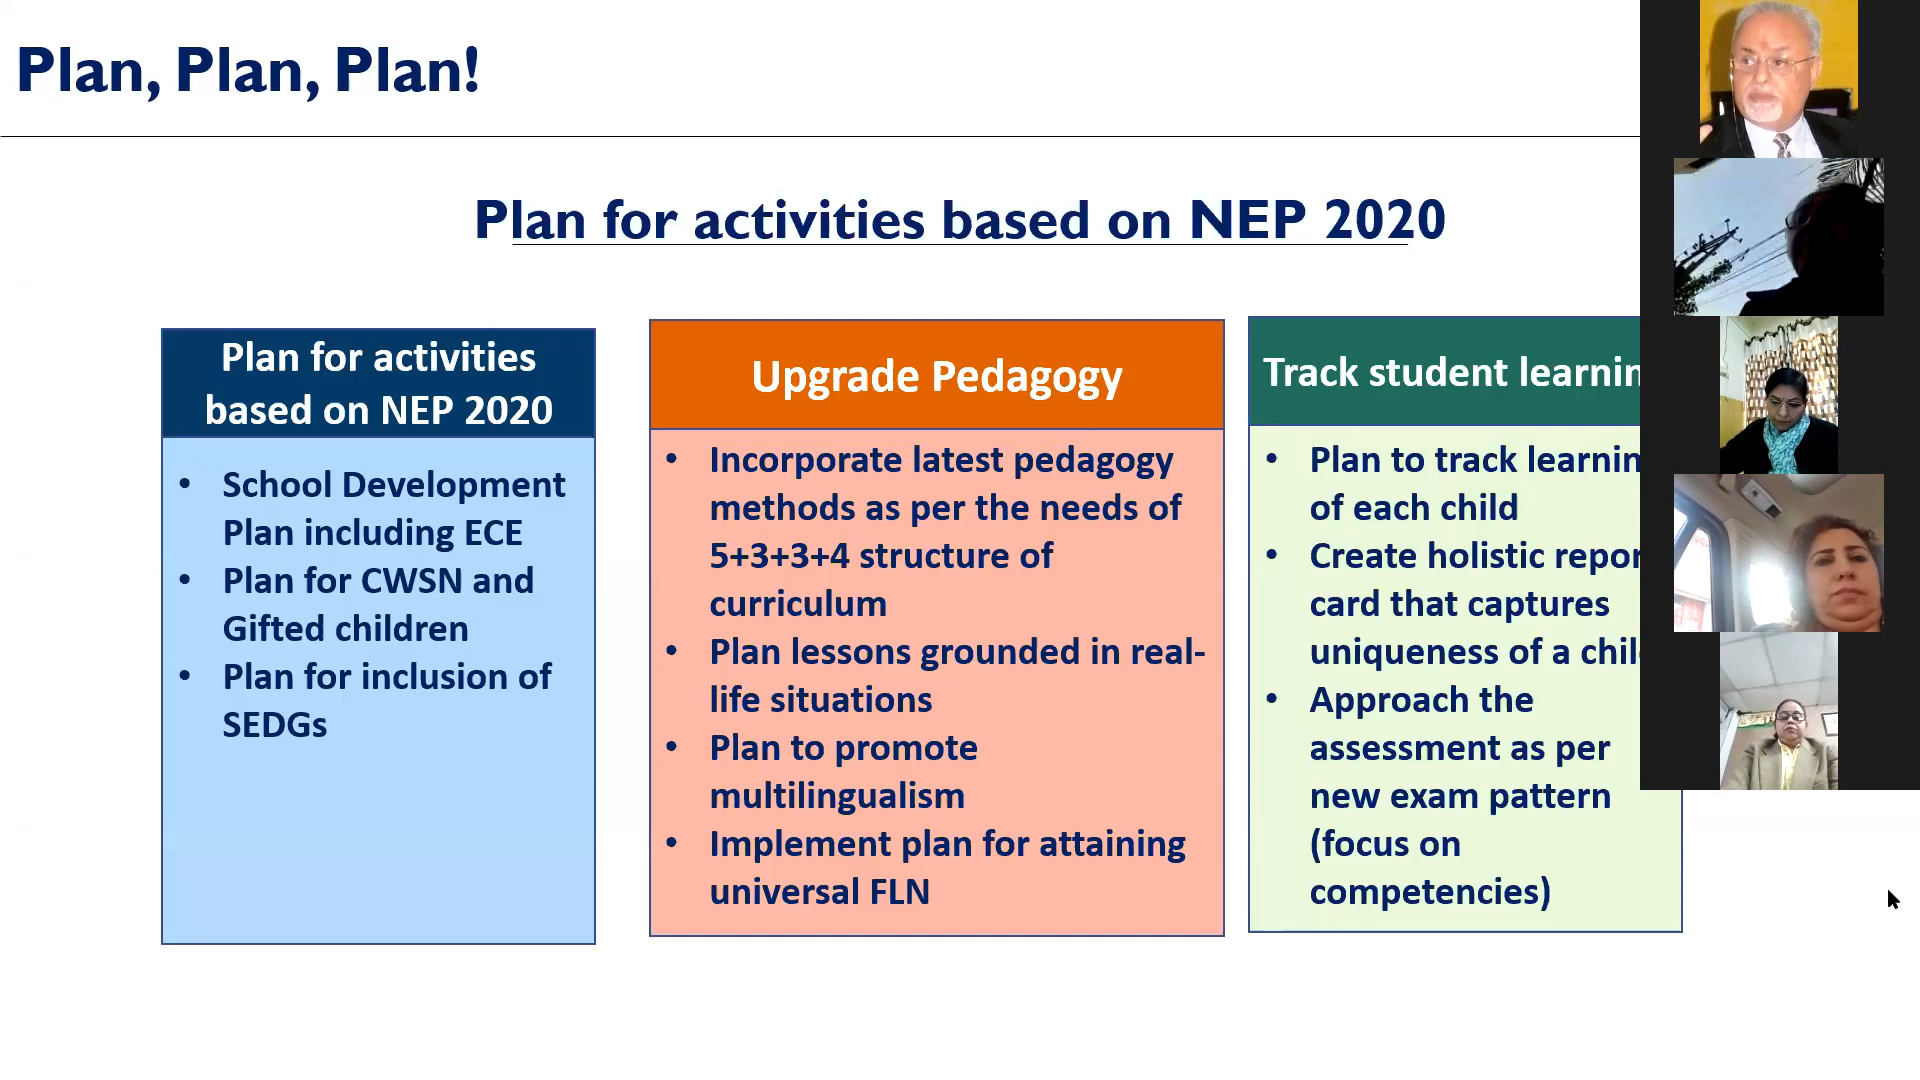 Plan, Plan, Plan!
Plan for activities based on NEP 2020
Plan for activities
based on NEP 2020
• School Development
Plan including ECE
• Plan for CWSN and
Gifted children
• Plan for inclusion of
SEDGs
Upgrade Pedagogy
• Incorporate latest pedagogy
methods as per the needs of
5+3+3+4 structure of
curriculum
• Plan lessons grounded in real-
life situations
• Plan to promote
multilingualism
• Implement plan for attaining
universal FLN
Track student learnin
• Plan to track learnin
of each child
• Create holistic repor
card that captures
uniqueness of a chil
• Approach the
assessment as per
new exam pattern
(focus on
competencies)